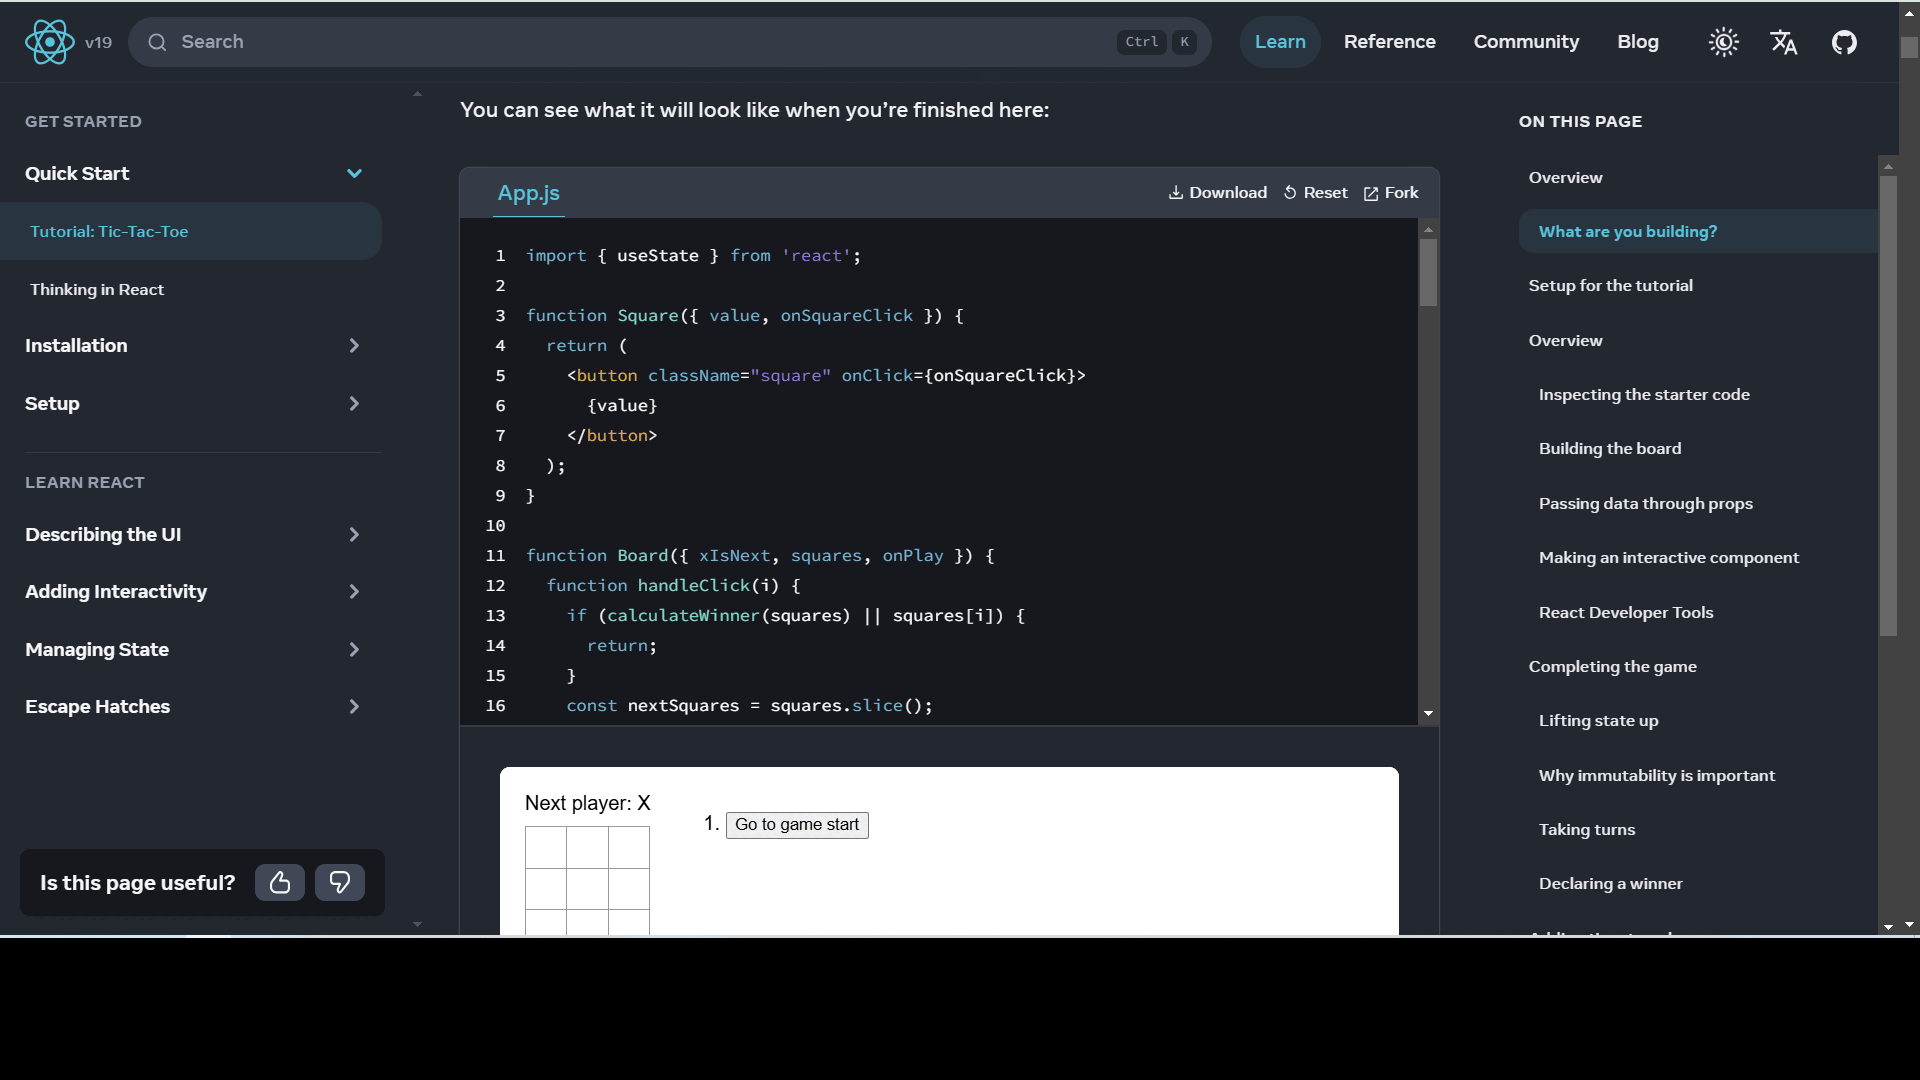 v19
Search
Ctrl K
Learn
Reference
Community
Blog
GET STARTED
Quick Start
Tutorial: Tic-Tac-Toe
Thinking in React
Installation
Setup
LEARN REACT
Describing the UI
Adding Interactivity
Managing State
Escape Hatches
Is this page useful?
You can see what it will look like when you’re finished here:
App.js
Download
Reset
Fork
1 import { useState } from 'react';
2
3 function Square({ value, onSquareClick }) {
4 return (
5 <button className="square" onClick={onSquareClick}>
6 {value}
7 </button>
8 );
9 }
10
11 function Board({ xIsNext, squares, onPlay }) {
12 function handleClick(i) {
13 if (calculateWinner(squares) || squares[i]) {
14 return;
15 }
16 const nextSquares = squares.slice();
Next player: X
1. Go to game start
ON THIS PAGE
Overview
What are you building?
Setup for the tutorial
Overview
Inspecting the starter code
Building the board
Passing data through props
Making an interactive component
React Developer Tools
Completing the game
Lifting state up
Why immutability is important
Taking turns
Declaring a winner